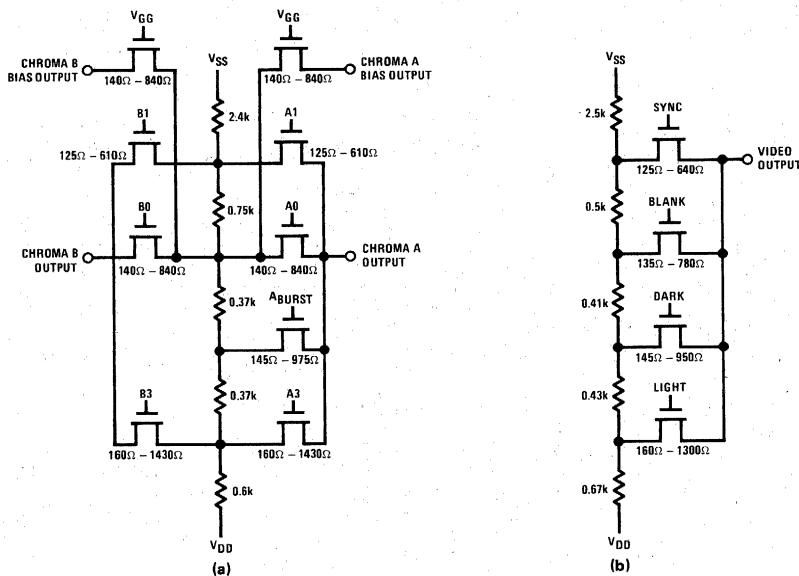 VGG
CHROMA B
BIAS OUTPUT
140Ω – 840Ω
VSS
VGG
CHROMA A
BIAS OUTPUT
140Ω – 840Ω
2.4k
B1
125Ω – 610Ω
A1
125Ω – 610Ω
0.75k
B0
CHROMA B
OUTPUT
140Ω – 840Ω
A0
CHROMA A
OUTPUT
140Ω – 840Ω
0.37k
ABURST
145Ω – 975Ω
0.37k
B3
160Ω – 1430Ω
A3
160Ω – 1430Ω
0.6k
VDD
(a)
VSS
2.5k
SYNC
VIDEO
OUTPUT
125Ω – 640Ω
0.5k
BLANK
135Ω – 780Ω
0.41k
DARK
145Ω – 950Ω
0.43k
LIGHT
160Ω – 1300Ω
0.67k
VDD
(b)